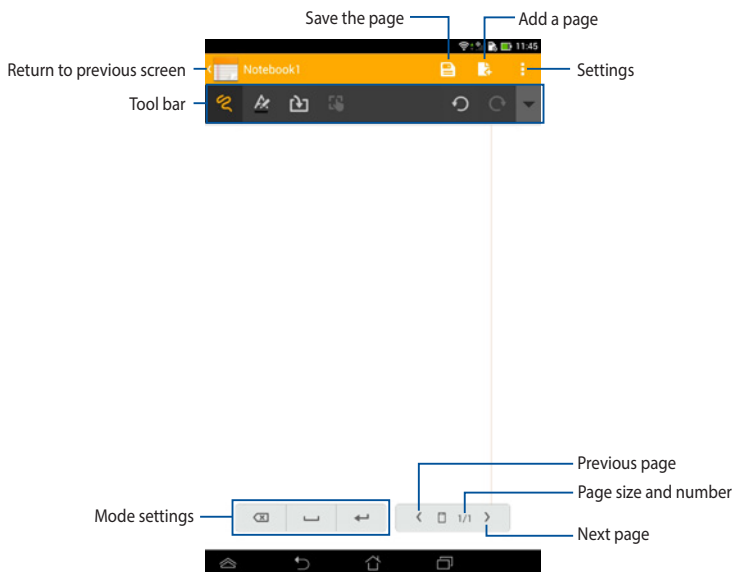 Save the page
Add a page
11:45
Return to previous screen
Notebook1
Settings
Tool bar
Previous page
Page size and number
Mode settings
1/1
Next page